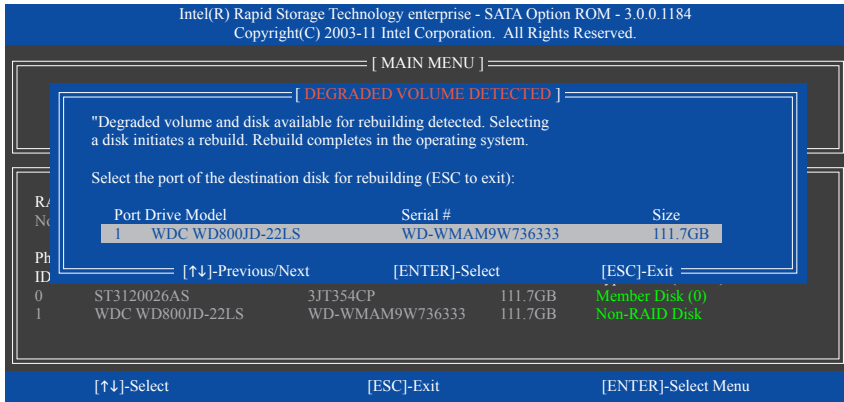 Intel(R) Rapid Storage Technology enterprise - SATA Option ROM - 3.0.0.1184
Copyright(C) 2003-11 Intel Corporation.  All Rights Reserved.
[ MAIN MENU ]
[ DEGRADED VOLUME DETECTED ]
"Degraded volume and disk available for rebuilding detected. Selecting
a disk initiates a rebuild. Rebuild completes in the operating system.
Select the port of the destination disk for rebuilding (ESC to exit):
Port Drive Model Serial # Size
1 WDC WD800JD-22LS WD-WMAM9W736333 111.7GB
[↑↓]-Previous/Next [ENTER]-Select [ESC]-Exit
ID
0 ST3120026AS 3JT354CP 111.7GB Member Disk (0)
1 WDC WD800JD-22LS WD-WMAM9W736333 111.7GB Non-RAID Disk
[↑↓]-Select [ESC]-Exit [ENTER]-Select Menu